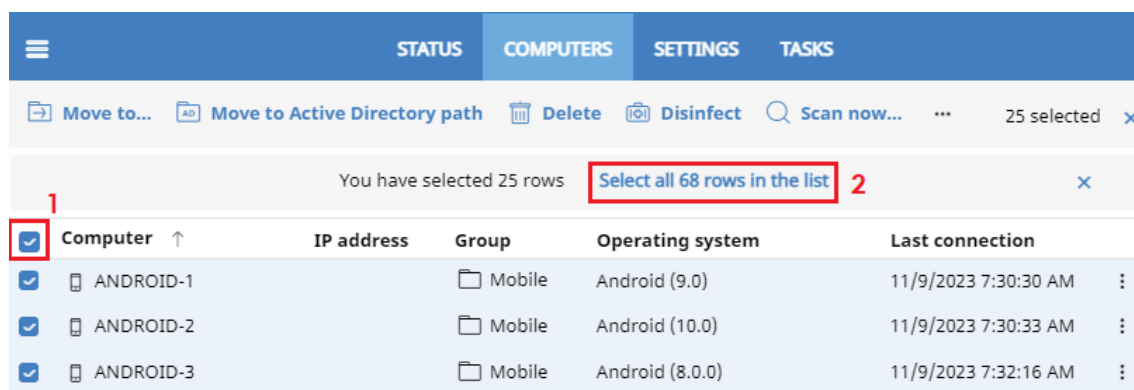 STATUS COMPUTERS SETTINGS TASKS
Move to... AD Move to Active Directory path Delete Disinfect Scan now... ... 25 selected
You have selected 25 rows Select all 68 rows in the list 2
1
Computer ↑ IP address Group Operating system Last connection
ANDROID-1 Mobile Android (9.0) 11/9/2023 7:30:30 AM
ANDROID-2 Mobile Android (10.0) 11/9/2023 7:30:33 AM
ANDROID-3 Mobile Android (8.0.0) 11/9/2023 7:32:16 AM